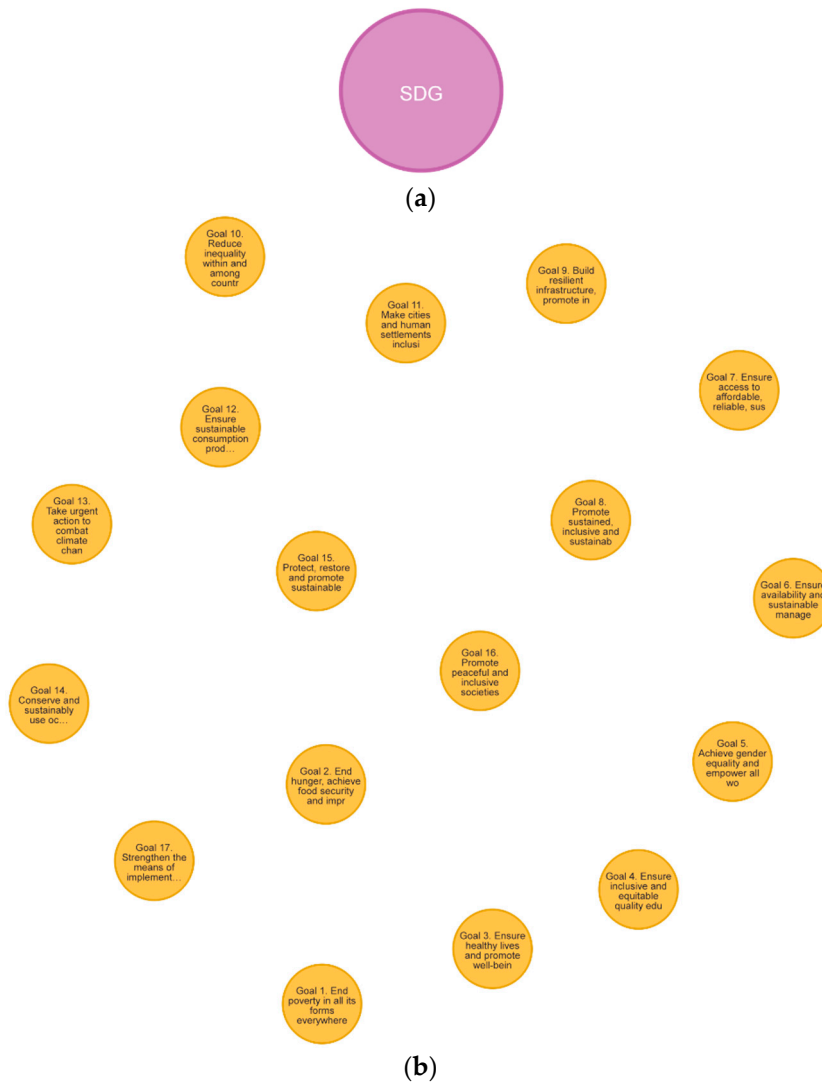 SDG
(a)
Goal 10.
Reduce
inequality
within and
among
countr
Goal 9. Build
resilient
infrastructure,
promote in
Goal 11.
Make cities
and human
settlements
inclusi
Goal 7. Ensure
access to
affordable,
reliable, sus
Goal 12.
Ensure
sustainable
consumption
prod…
Goal 13.
Take urgent
action to
combat
climate
chan
Goal 8.
Promote
sustained,
inclusive and
sustainab
Goal 15.
Protect, restore
and promote
sustainable
Goal 6. Ensure
availability and
sustainable
manage
Goal 16.
Promote
peaceful and
inclusive
societies
Goal 14.
Conserve and
sustainably
use oc…
Goal 5.
Achieve gender
equality and
empower all
wo
Goal 2. End
hunger, achieve
food security
and impr
Goal 17.
Strengthen the
means of
implement…
Goal 4. Ensure
inclusive and
equitable
quality edu
Goal 3. Ensure
healthy lives
and promote
well-bein
Goal 1. End
poverty in all its
forms
everywhere
(b)